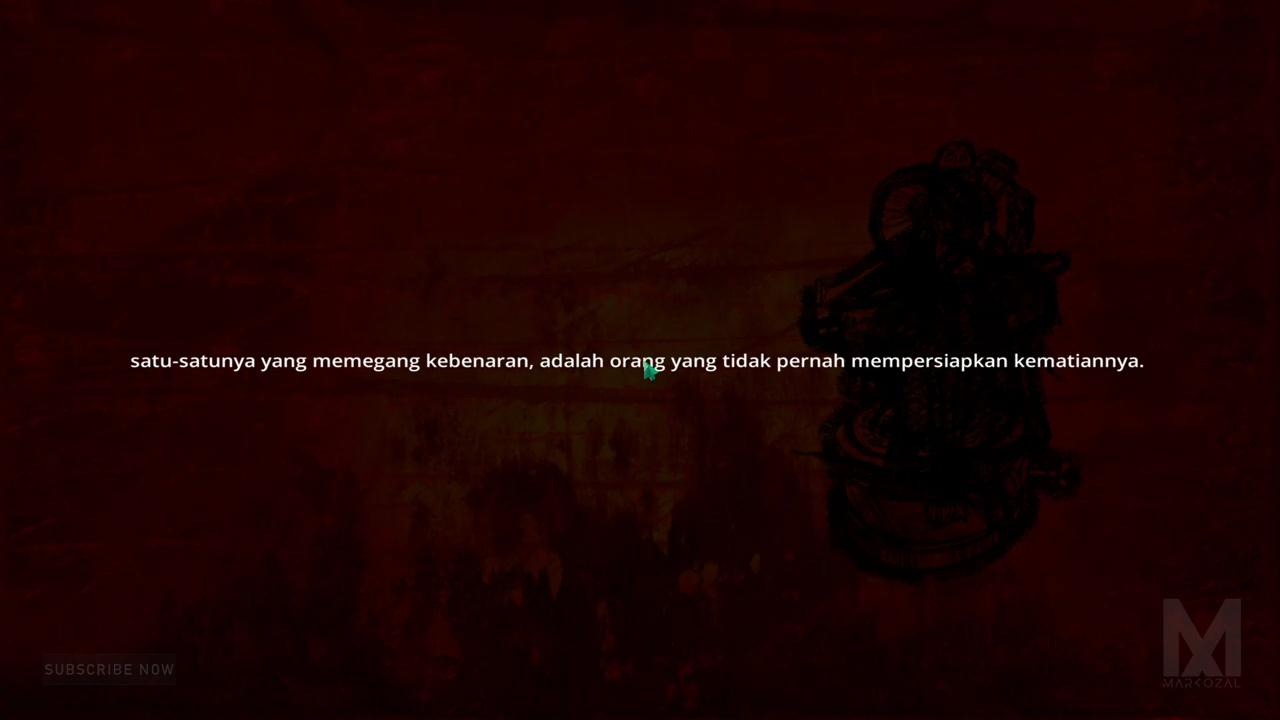 satu-satunya yang memegang kebenaran, adalah orang yang tidak pernah mempersiapkan kematiannya.
SUBSCRIBE NOW
MARKOZAL